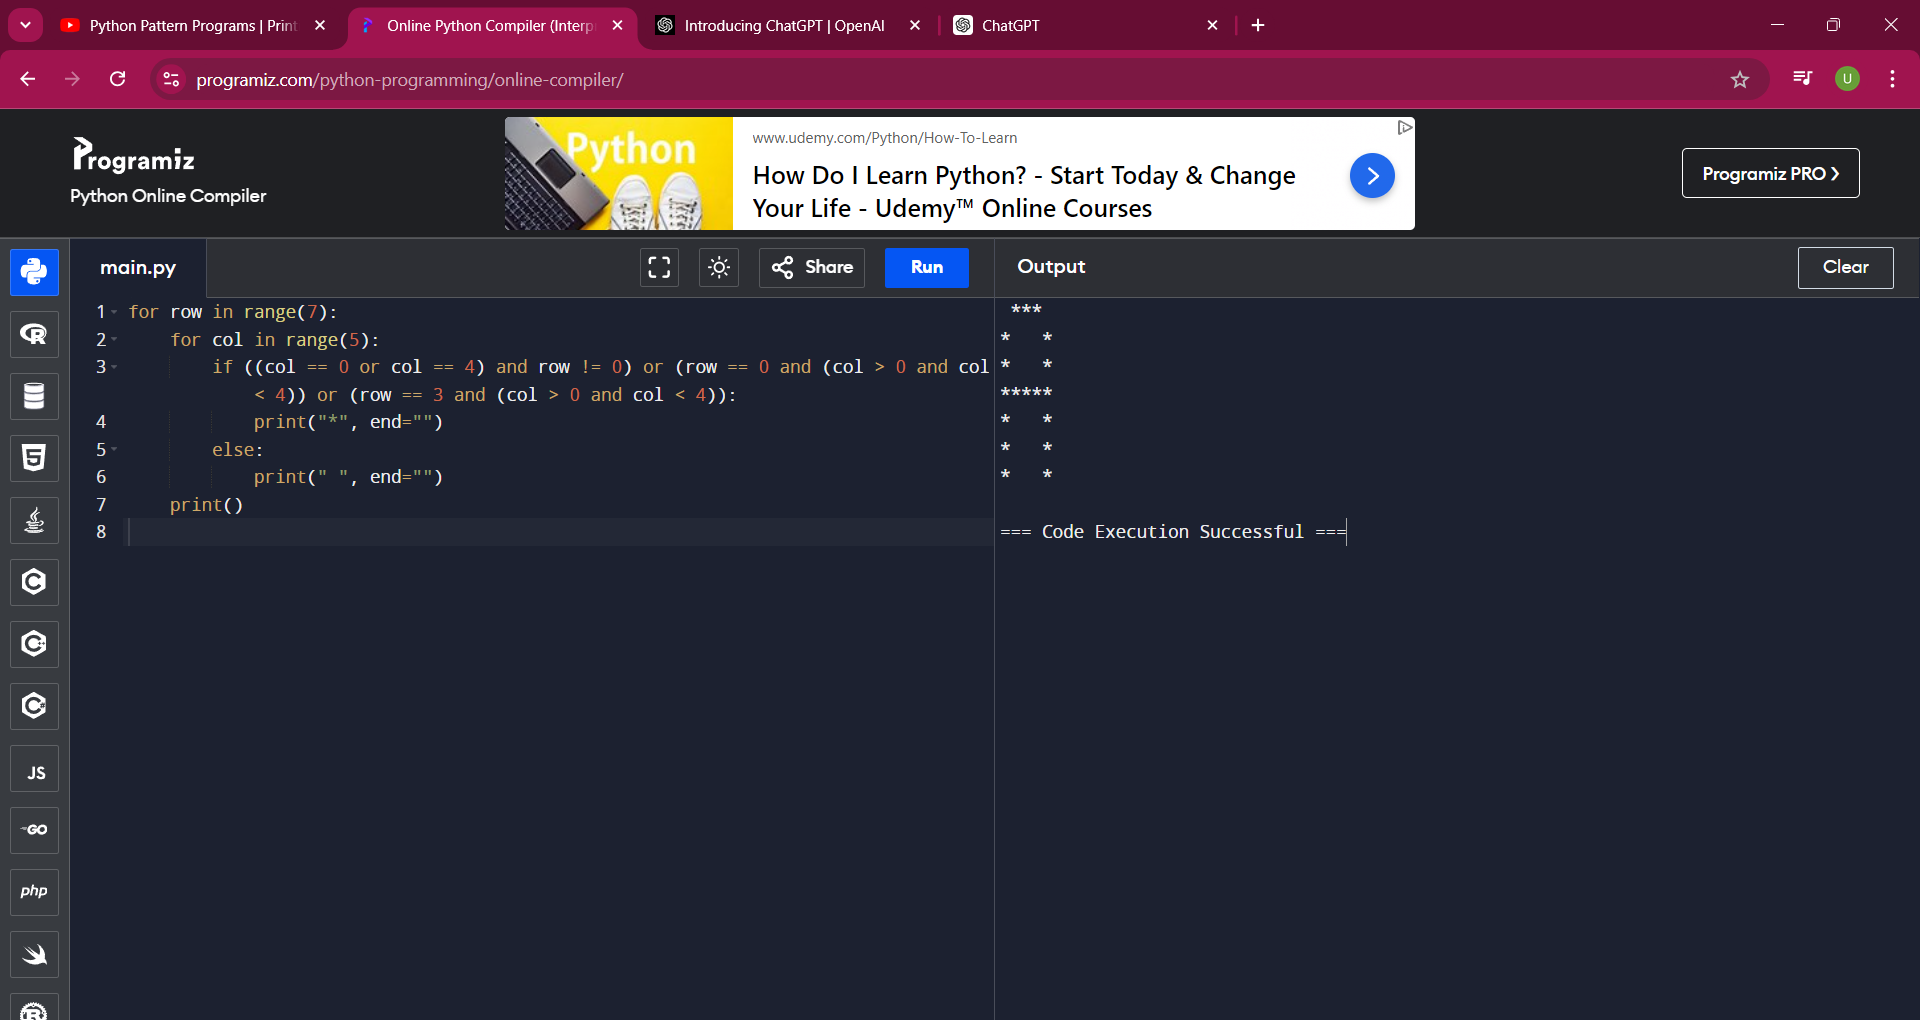 Python Pattern Programs | Print
Online Python Compiler (Interp
Introducing ChatGPT | OpenAI
ChatGPT
programiz.com/python-programming/online-compiler/
U
Programiz
Python Online Compiler
Python
www.udemy.com/Python/How-To-Learn
How Do I Learn Python? - Start Today & Change
Your Life - Udemy™ Online Courses
Programiz PRO >
main.py
Share
Run
Output
Clear
1 for row in range(7):
2     for col in range(5):
3         if ((col == 0 or col == 4) and row != 0) or (row == 0 and (col > 0 and col
            < 4)) or (row == 3 and (col > 0 and col < 4)):
4             print("*", end="")
5         else:
6             print(" ", end="")
7     print()
8
 ***
*   *
*   *
*****
*   *
*   *
*   *
=== Code Execution Successful ===
R
5
C
C
C
JS
GO
php
R